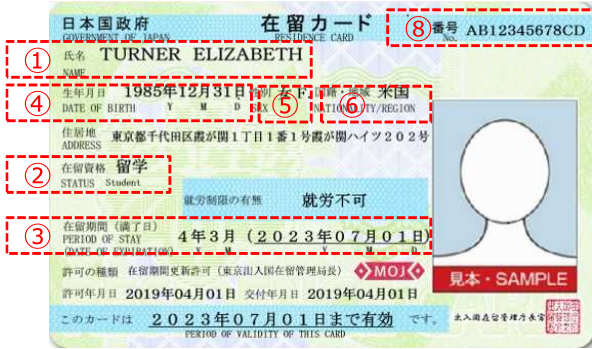 日本国政府 在留カード ⑧ 番号 AB12345678CD
GOVERNMENT OF JAPAN RESIDENCE CARD No.
① 氏名 TURNER ELIZABETH
NAME
④ 生年月日 1985年12月31日 ⑤ 性別 女 F. ⑥ 国籍・地域 米国
DATE OF BIRTH Y M D SEX NATIONALITY/REGION
住居地 東京都千代田区霞が関1丁目1番1号霞が関ハイツ202号
ADDRESS
② 在留資格 留学
STATUS Student
就労制限の有無 就労不可
③ 在留期間(満了日) 4年3月(2023年07月01日)
PERIOD OF STAY
(DATE OF EXPIRATION) Y M Y M D
許可の種類 在留期間更新許可(東京出入国在留管理局長) MOJ
許可年月日 2019年04月01日 交付年月日 2019年04月01日
見本・SAMPLE
このカードは 2023年07月01日まで有効 です。
PERIOD OF VALIDITY OF THIS CARD
出入国在留管理庁長官